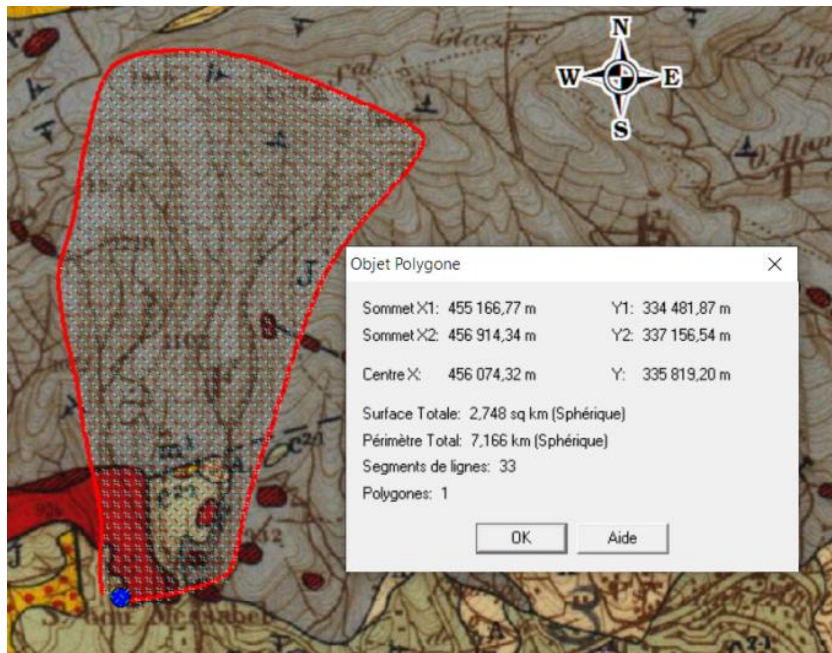 N
Glacière
W E
S
J
Objet Polygone
Sommet X1: 455 166,77 m Y1: 334 481,87 m
Sommet X2: 456 914,34 m Y2: 337 156,54 m
Centre X: 456 074,32 m Y: 335 819,20 m
Surface Totale: 2,748 sq km (Sphérique)
Périmètre Total: 7,166 km (Sphérique)
Segments de lignes: 33
Polygones: 1
OK Aide
1102
A